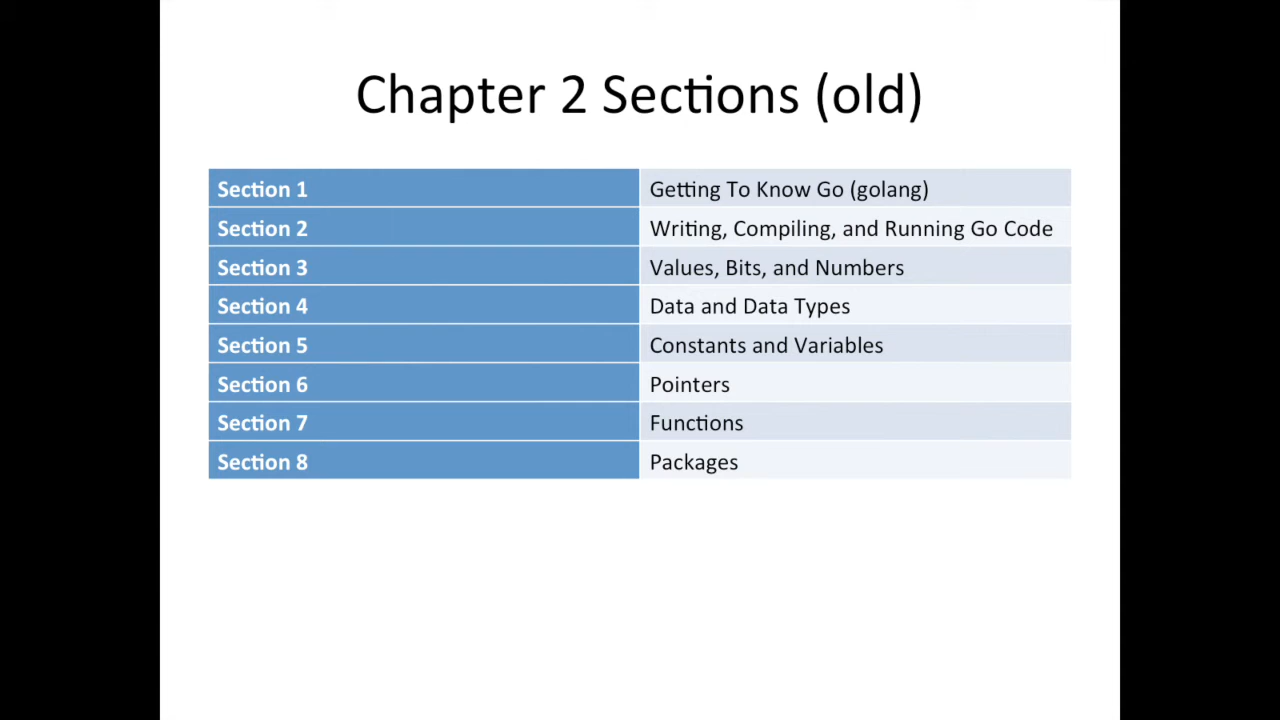 Chapter 2 Sections (old)
Section 1 Getting To Know Go (golang)
Section 2 Writing, Compiling, and Running Go Code
Section 3 Values, Bits, and Numbers
Section 4 Data and Data Types
Section 5 Constants and Variables
Section 6 Pointers
Section 7 Functions
Section 8 Packages